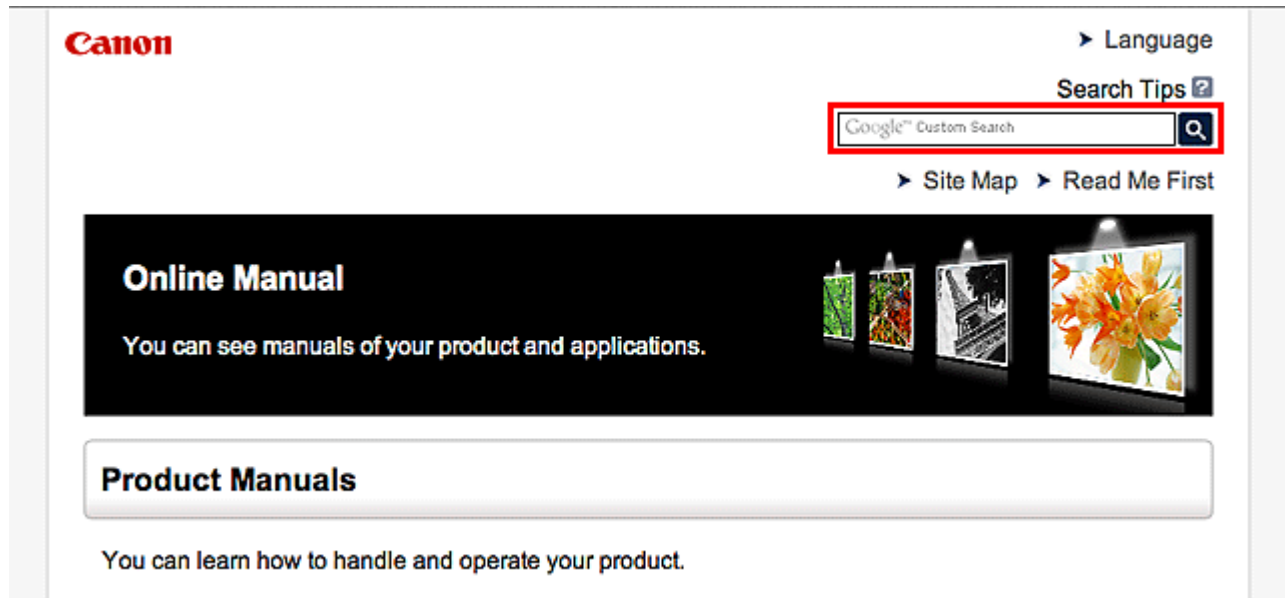 Canon
➤ Language
Search Tips ?
Google™ Custom Search
➤ Site Map ➤ Read Me First
Online Manual
You can see manuals of your product and applications.
Product Manuals
You can learn how to handle and operate your product.